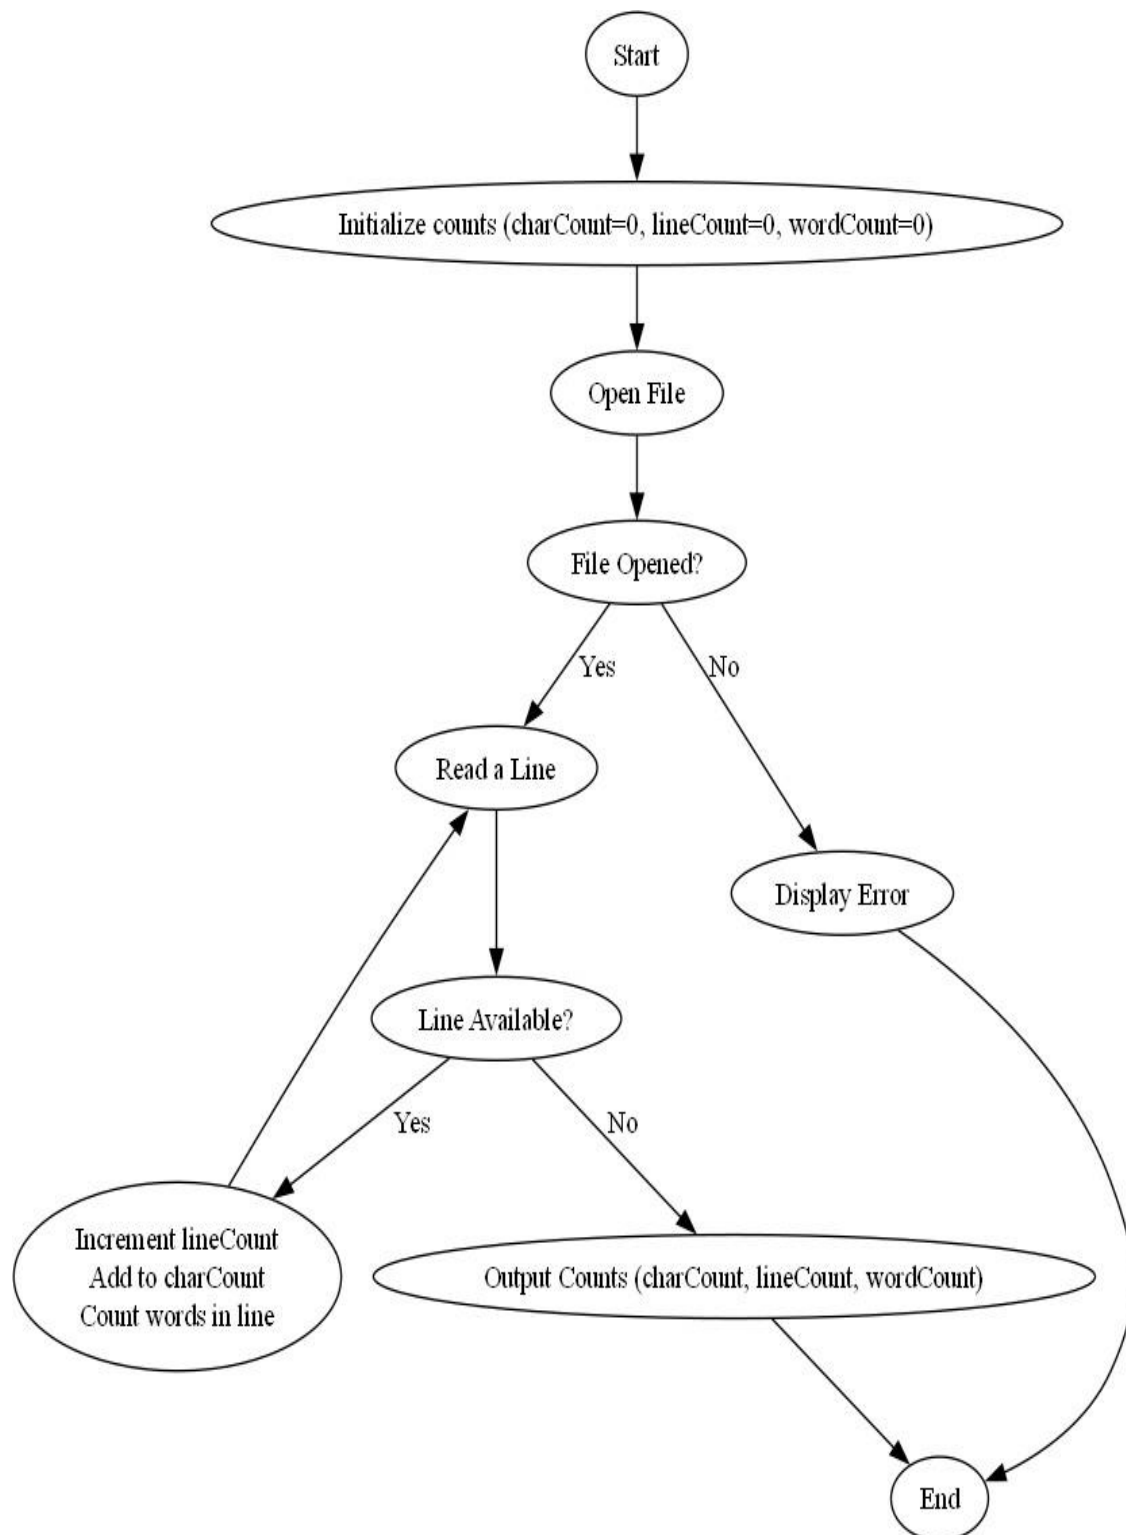 Start
Initialize counts (charCount=0, lineCount=0, wordCount=0)
Open File
File Opened?
Yes
No
Read a Line
Display Error
Line Available?
Yes
No
Increment lineCount
Add to charCount
Count words in line
Output Counts (charCount, lineCount, wordCount)
End